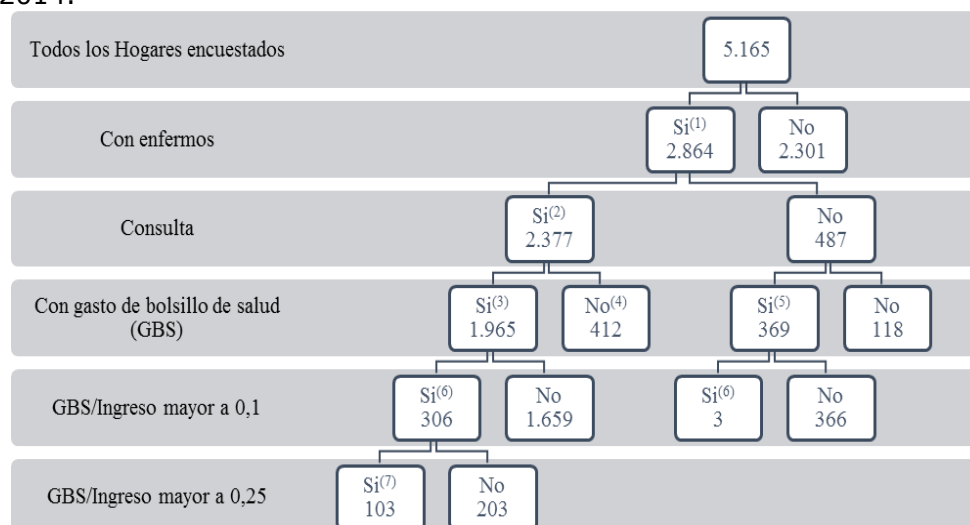 2014.
Todos los Hogares encuestados
5.165
Con enfermos
Si(1)
2.864
No
2.301
Consulta
Si(2)
2.377
No
487
Con gasto de bolsillo de salud
(GBS)
Si(3)
1.965
No(4)
412
Si(5)
369
No
118
GBS/Ingreso mayor a 0,1
Si(6)
306
No
1.659
Si(6)
3
No
366
GBS/Ingreso mayor a 0,25
Si(7)
103
No
203